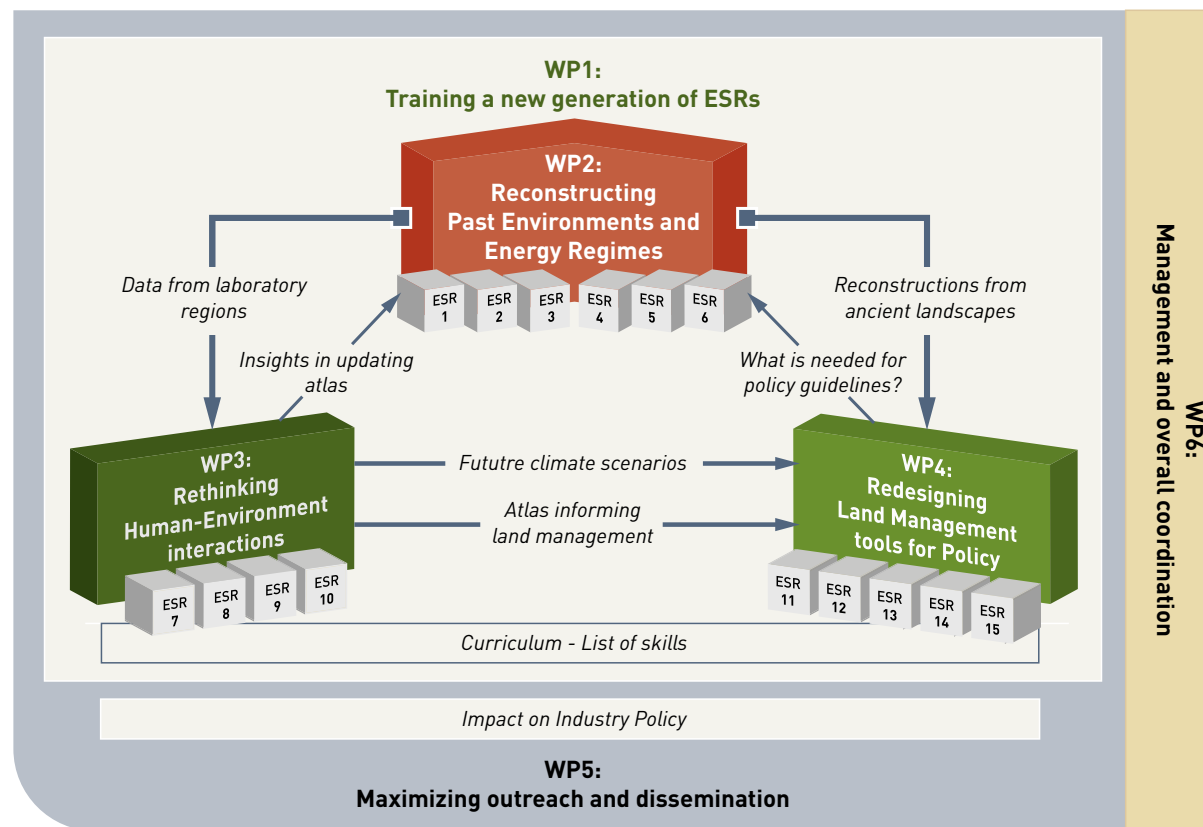 WP1:
Training a new generation of ESRs
WP2:
Reconstructing
Past Environments and
Energy Regimes
ESR
1
ESR
2
ESR
3
ESR
4
ESR
5
ESR
6
Data from laboratory
regions
Reconstructions from
ancient landscapes
Insights in updating
atlas
What is needed for
policy guidelines?
WP3:
Rethinking
Human-Environment
interactions
Fututre climate scenarios
Atlas informing
land management
WP4:
Redesigning
Land Management
tools for Policy
ESR
7
ESR
8
ESR
9
ESR
10
ESR
11
ESR
12
ESR
13
ESR
14
ESR
15
Curriculum - List of skills
Impact on Industry Policy
WP5:
Maximizing outreach and dissemination
WP6:
Management and overall coordination